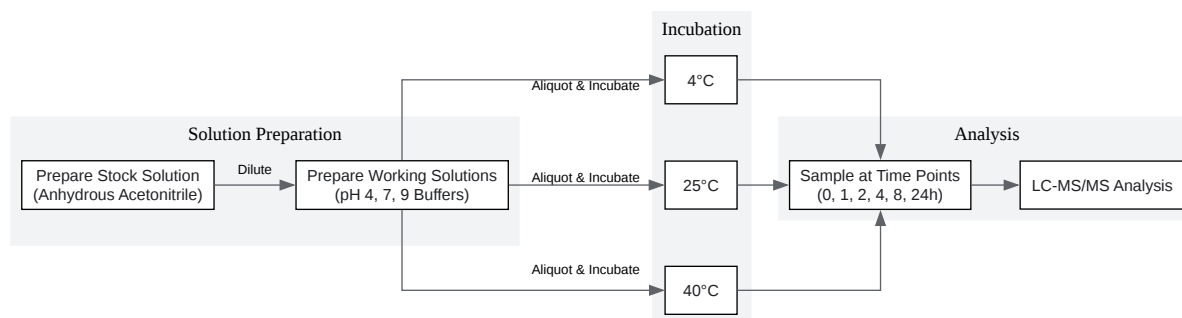 Solution Preparation
Prepare Stock Solution
(Anhydrous Acetonitrile)
Dilute
Prepare Working Solutions
(pH 4, 7, 9 Buffers)
Aliquot & Incubate
Aliquot & Incubate
Aliquot & Incubate
Incubation
4°C
25°C
40°C
Analysis
Sample at Time Points
(0, 1, 2, 4, 8, 24h)
LC-MS/MS Analysis